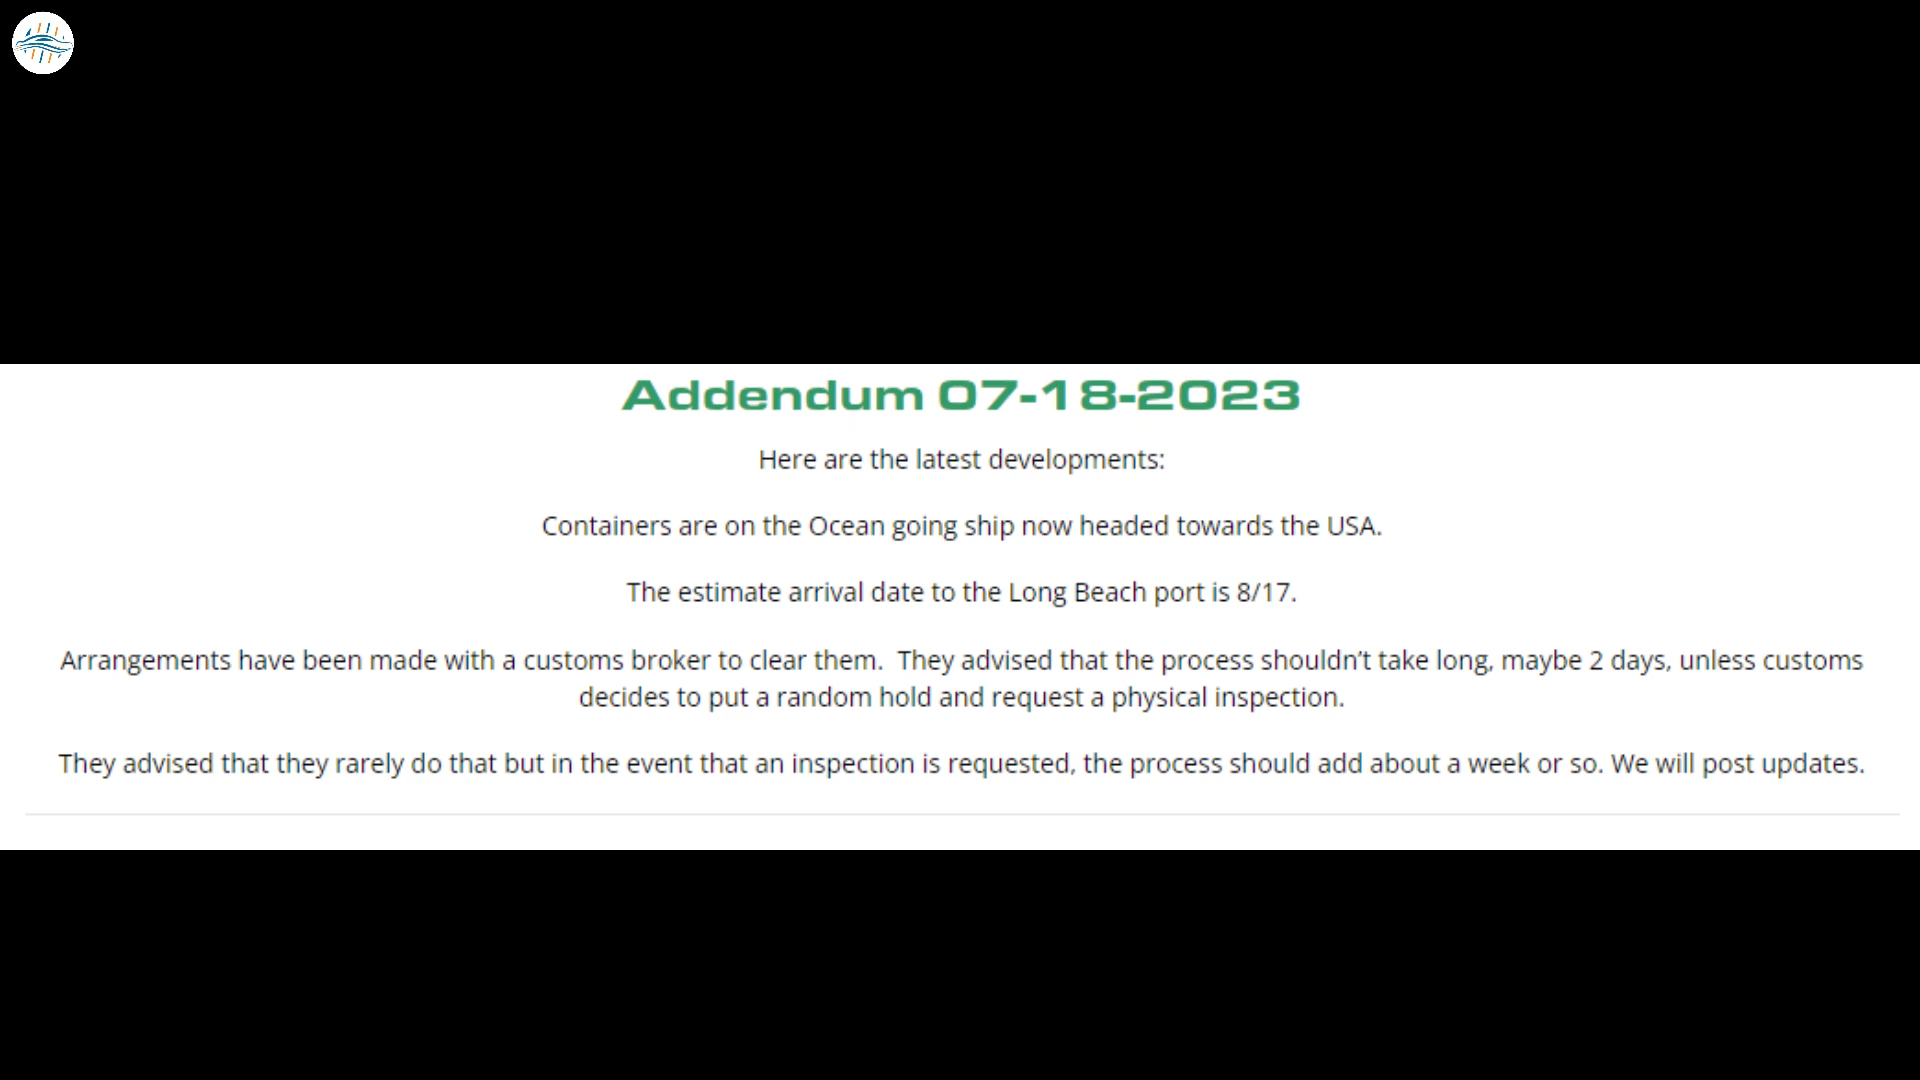 Addendum 07-18-2023
Here are the latest developments:
Containers are on the Ocean going ship now headed towards the USA.
The estimate arrival date to the Long Beach port is 8/17.
Arrangements have been made with a customs broker to clear them.  They advised that the process shouldn’t take long, maybe 2 days, unless customs
decides to put a random hold and request a physical inspection.
They advised that they rarely do that but in the event that an inspection is requested, the process should add about a week or so. We will post updates.